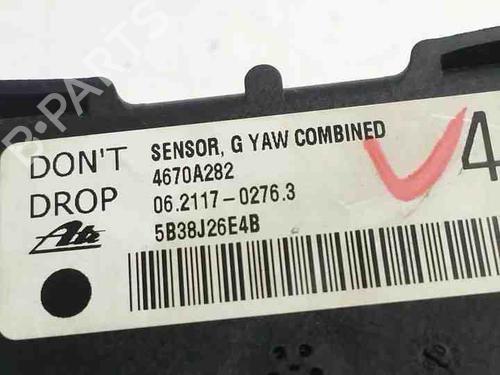 B-PARTS
DON'T
DROP
Ate
SENSOR, G YAW COMBINED
4670A282
06.2117-0276.3
5B38J26E4B
4